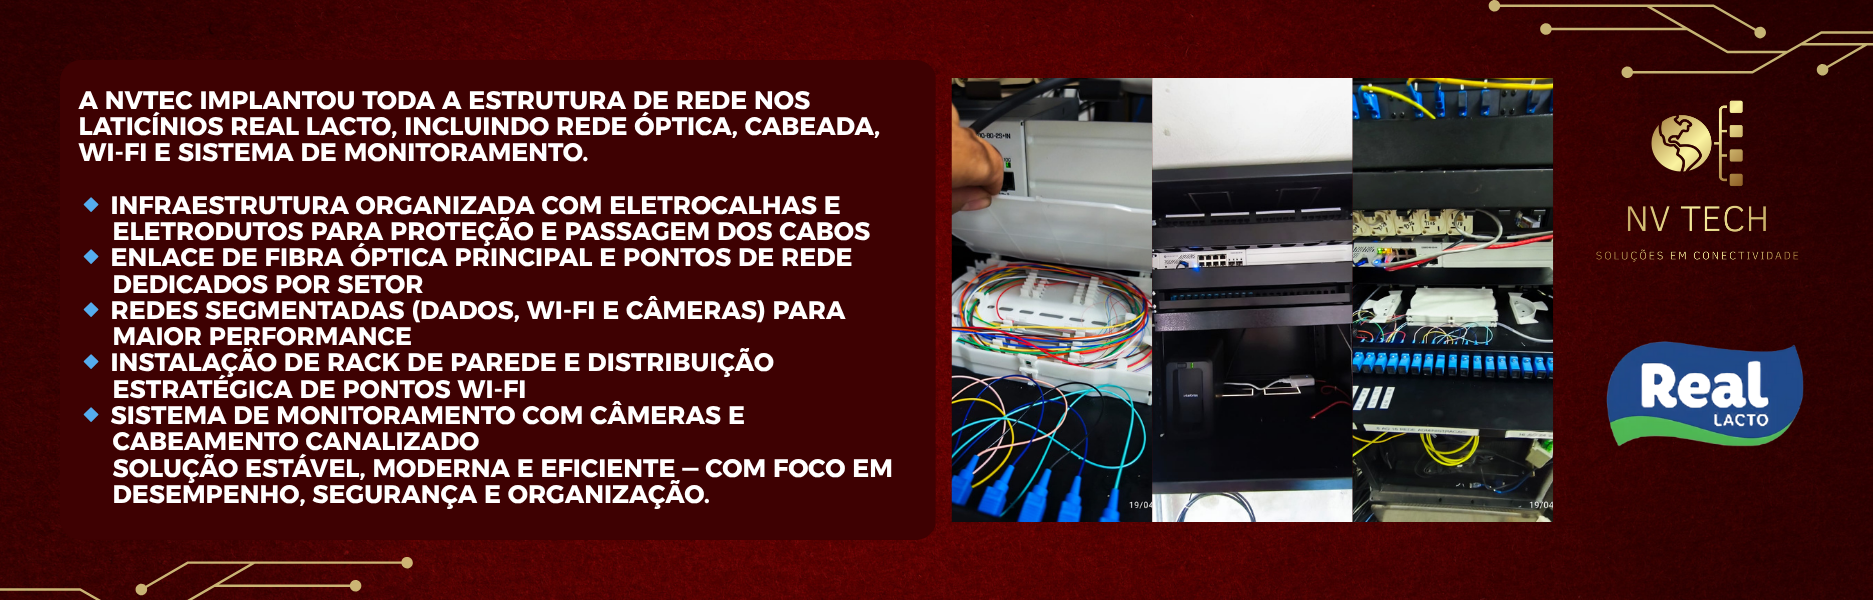 A NVTEC IMPLANTOU TODA A ESTRUTURA DE REDE NOS
LATICÍNIOS REAL LACTO, INCLUINDO REDE ÓPTICA, CABEADA,
WI-FI E SISTEMA DE MONITORAMENTO.
INFRAESTRUTURA ORGANIZADA COM ELETROCALHAS E
ELETRODUTOS PARA PROTEÇÃO E PASSAGEM DOS CABOS
ENLACE DE FIBRA ÓPTICA PRINCIPAL E PONTOS DE REDE
DEDICADOS POR SETOR
REDES SEGMENTADAS (DADOS, WI-FI E CÂMERAS) PARA
MAIOR PERFORMANCE
INSTALAÇÃO DE RACK DE PAREDE E DISTRIBUIÇÃO
ESTRATÉGICA DE PONTOS WI-FI
SISTEMA DE MONITORAMENTO COM CÂMERAS E
CABEAMENTO CANALIZADO
SOLUÇÃO ESTÁVEL, MODERNA E EFICIENTE — COM FOCO EM
DESEMPENHO, SEGURANÇA E ORGANIZAÇÃO.
19/04
19/04
NV TECH
SOLUÇÕES EM CONECTIVIDADE
Real
LACTO